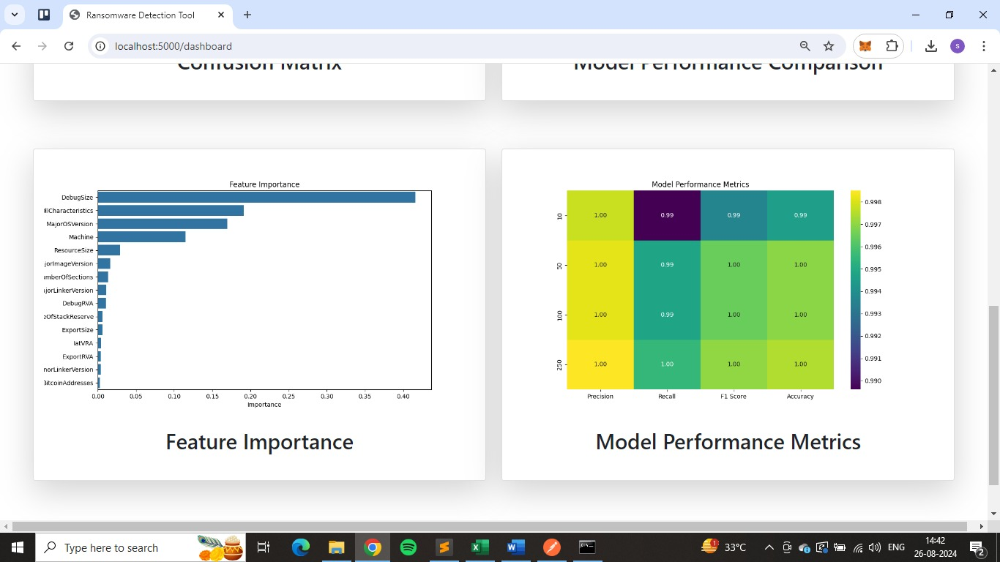 Ransomware Detection Tool
localhost:5000/dashboard
s
Confusion Matrix
Model Performance Comparison
Feature Importance
DebugSize
llCharacteristics
MajorOSVersion
Machine
ResourceSize
jorImageVersion
umberOfSections
ajorLinkerVersion
DebugRVA
eOfStackReserve
ExportSize
IatVRA
ExportRVA
norLinkerVersion
BitcoinAddresses
0.00 0.05 0.10 0.15 0.20 0.25 0.30 0.35 0.40
Importance
Feature Importance
Model Performance Metrics
10 1.00 0.99 0.99 0.99
50 1.00 0.99 1.00 1.00
100 1.00 0.99 1.00 1.00
250 1.00 1.00 1.00 1.00
Precision Recall F1 Score Accuracy
0.998
0.997
0.996
0.995
0.994
0.993
0.992
0.991
0.990
Model Performance Metrics
Type here to search
1
33°C
ENG
14:42
26-08-2024
2